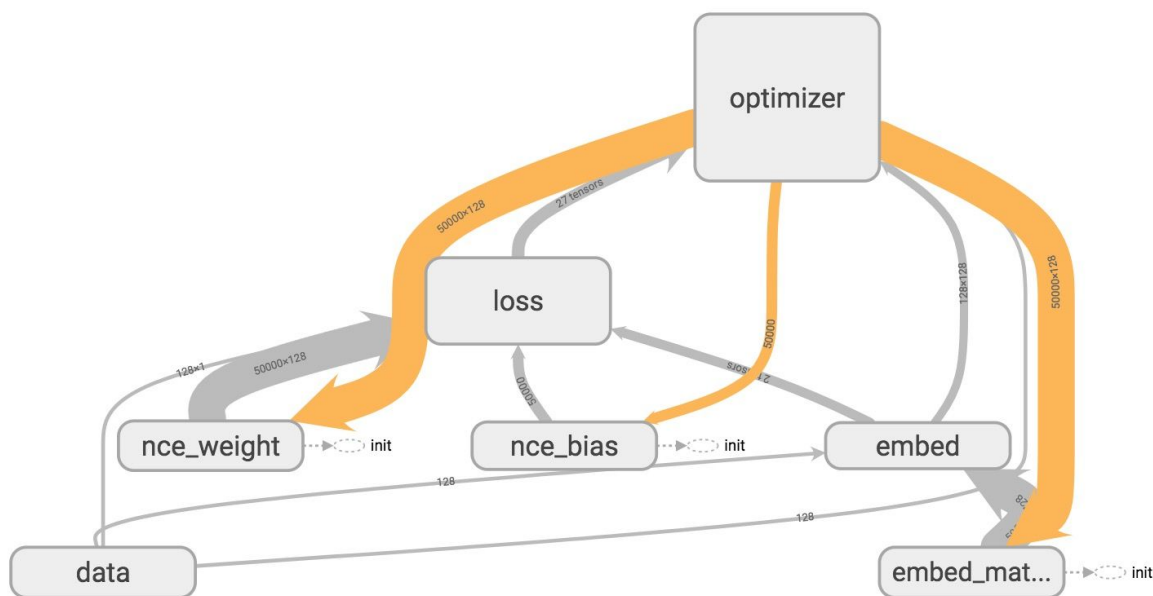 optimizer
27 tensors
50000×128
loss
128×128
50000×128
50000
128×1
50000×128
50000
nce_weight
init
nce_bias
init
embed
128
128
data
embed_mat...
init